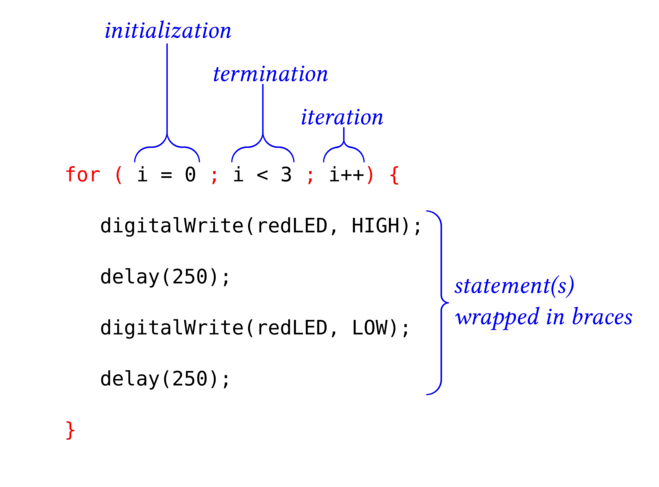 initialization
termination
iteration
for ( i = 0 ; i < 3 ; i++) {
digitalWrite(redLED, HIGH);
delay(250);
digitalWrite(redLED, LOW);
delay(250);
}
statement(s)
wrapped in braces